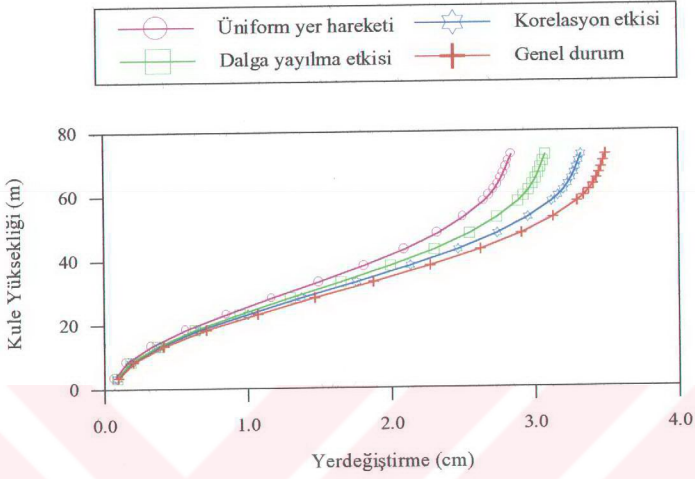 Üniform yer hareketi
Korelasyon etkisi
Dalga yayılma etkisi
Genel durum
80
60
40
20
0
Kule Yüksekliği (m)
0.0
1.0
2.0
3.0
4.0
Yerdeğiştirme (cm)